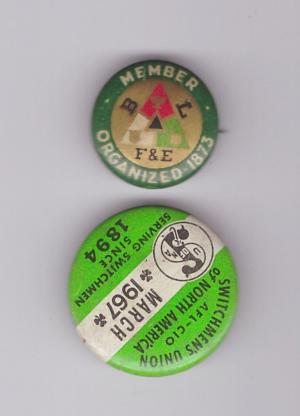 MEMBER
B L
F & E
ORGANIZED-1873
SWITCHMENS UNION
of NORTH AMERICA
AFL-CIO
S
U
N A
MARCH
1967
SERVING SWITCHMEN
SINCE
1894